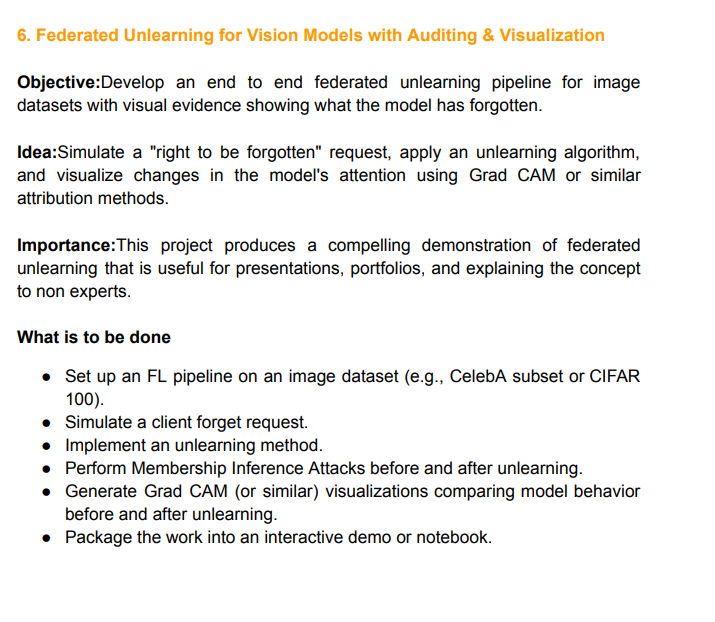 6. Federated Unlearning for Vision Models with Auditing & Visualization
Objective:Develop an end to end federated unlearning pipeline for image
datasets with visual evidence showing what the model has forgotten.
Idea:Simulate a "right to be forgotten" request, apply an unlearning algorithm,
and visualize changes in the model's attention using Grad CAM or similar
attribution methods.
Importance:This project produces a compelling demonstration of federated
unlearning that is useful for presentations, portfolios, and explaining the concept
to non experts.
What is to be done
● Set up an FL pipeline on an image dataset (e.g., CelebA subset or CIFAR
100).
● Simulate a client forget request.
● Implement an unlearning method.
● Perform Membership Inference Attacks before and after unlearning.
● Generate Grad CAM (or similar) visualizations comparing model behavior
before and after unlearning.
● Package the work into an interactive demo or notebook.